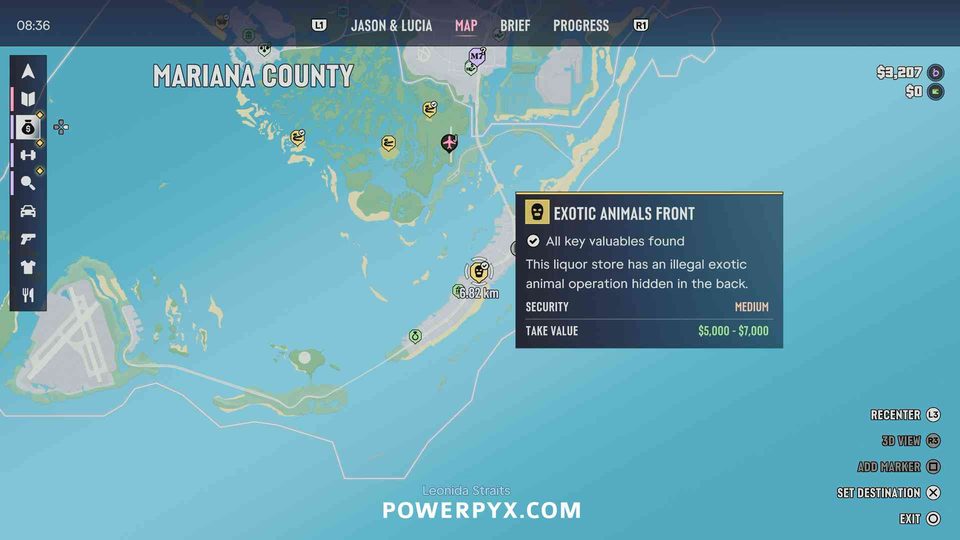 08:36
L1
JASON & LUCIA
MAP
BRIEF
PROGRESS
R1
MARIANA COUNTY
$3,207
$0
EXOTIC ANIMALS FRONT
All key valuables found
This liquor store has an illegal exotic
animal operation hidden in the back.
SECURITY MEDIUM
TAKE VALUE $5,000 - $7,000
6.82 km
RECENTER L3
3D VIEW R3
ADD MARKER
SET DESTINATION
EXIT
Leonida Straits
POWERPYX.COM